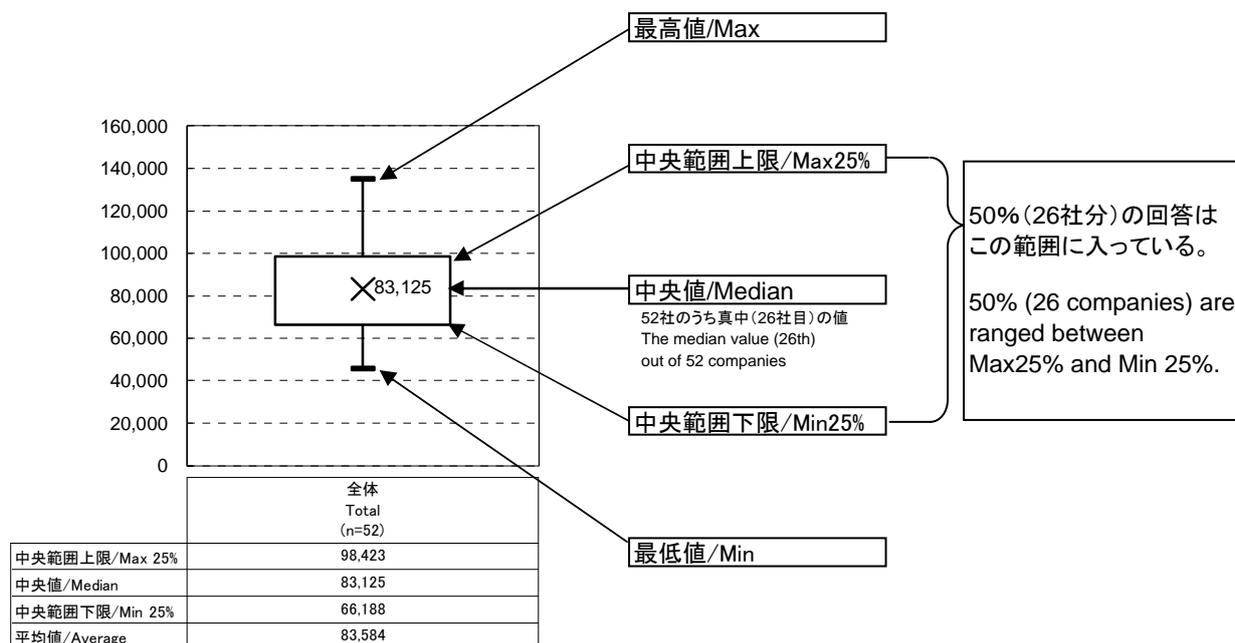 最高値/Max
160,000
140,000
120,000
100,000
80,000
60,000
40,000
20,000
0
83,125
中央範囲上限/Max25%
中央値/Median
52社のうち真中(26社目)の値
The median value (26th)
out of 52 companies
中央範囲下限/Min25%
最低値/Min
50%(26社分)の回答は
この範囲に入っている。
50% (26 companies) are
ranged between
Max25% and Min 25%.
全体
Total
(n=52)
中央範囲上限/Max 25% 98,423
中央値/Median 83,125
中央範囲下限/Min 25% 66,188
平均値/Average 83,584